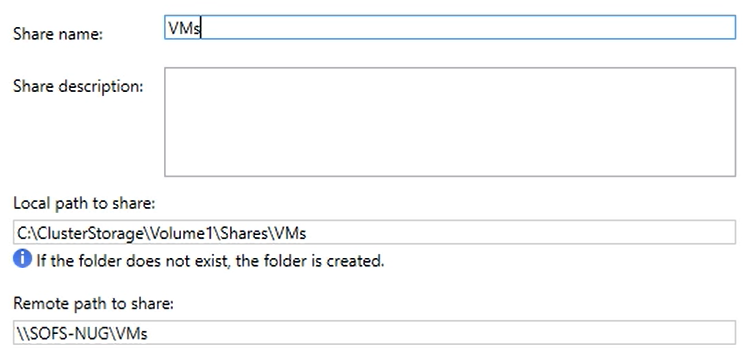 Share name:
VMs
Share description:
Local path to share:
C:\ClusterStorage\Volume1\Shares\VMs
If the folder does not exist, the folder is created.
Remote path to share:
\\SOFS-NUG\VMs